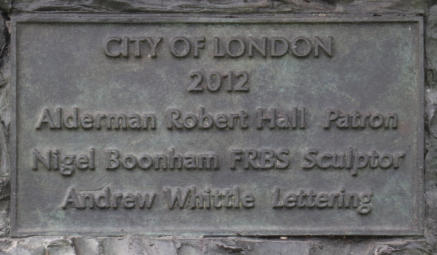 CITY OF LONDON
2012
Alderman Robert Hall Patron
Nigel Boonham FRBS Sculptor
Andrew Whittle Lettering